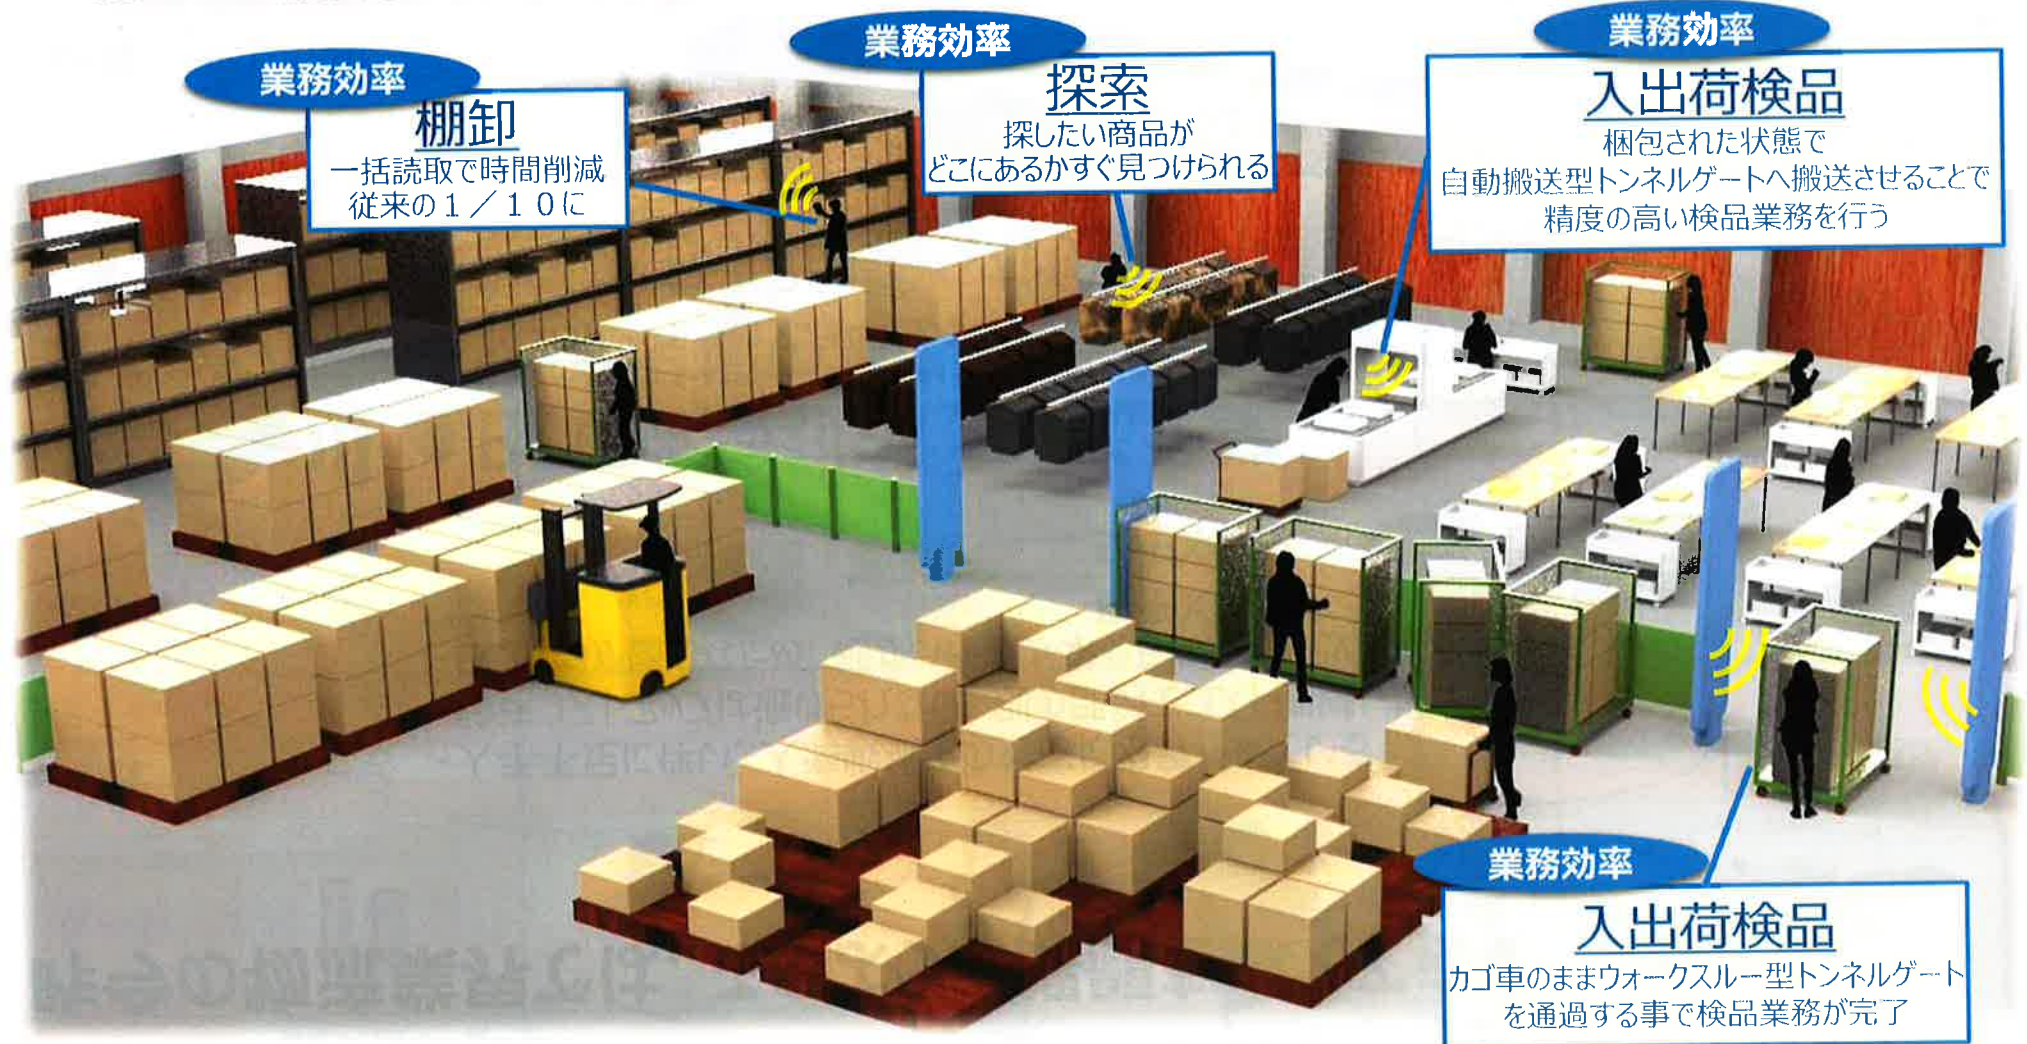 業務効率
棚卸
一括読取で時間削減
従来の1/10に
業務効率
探索
探したい商品が
どこにあるかすぐ見つけられる
業務効率
入出荷検品
梱包された状態で
自動搬送型トンネルゲートへ搬送させることで
精度の高い検品業務を行う
業務効率
入出荷検品
カゴ車のままウォークスルー型トンネルゲート
を通過する事で検品業務が完了